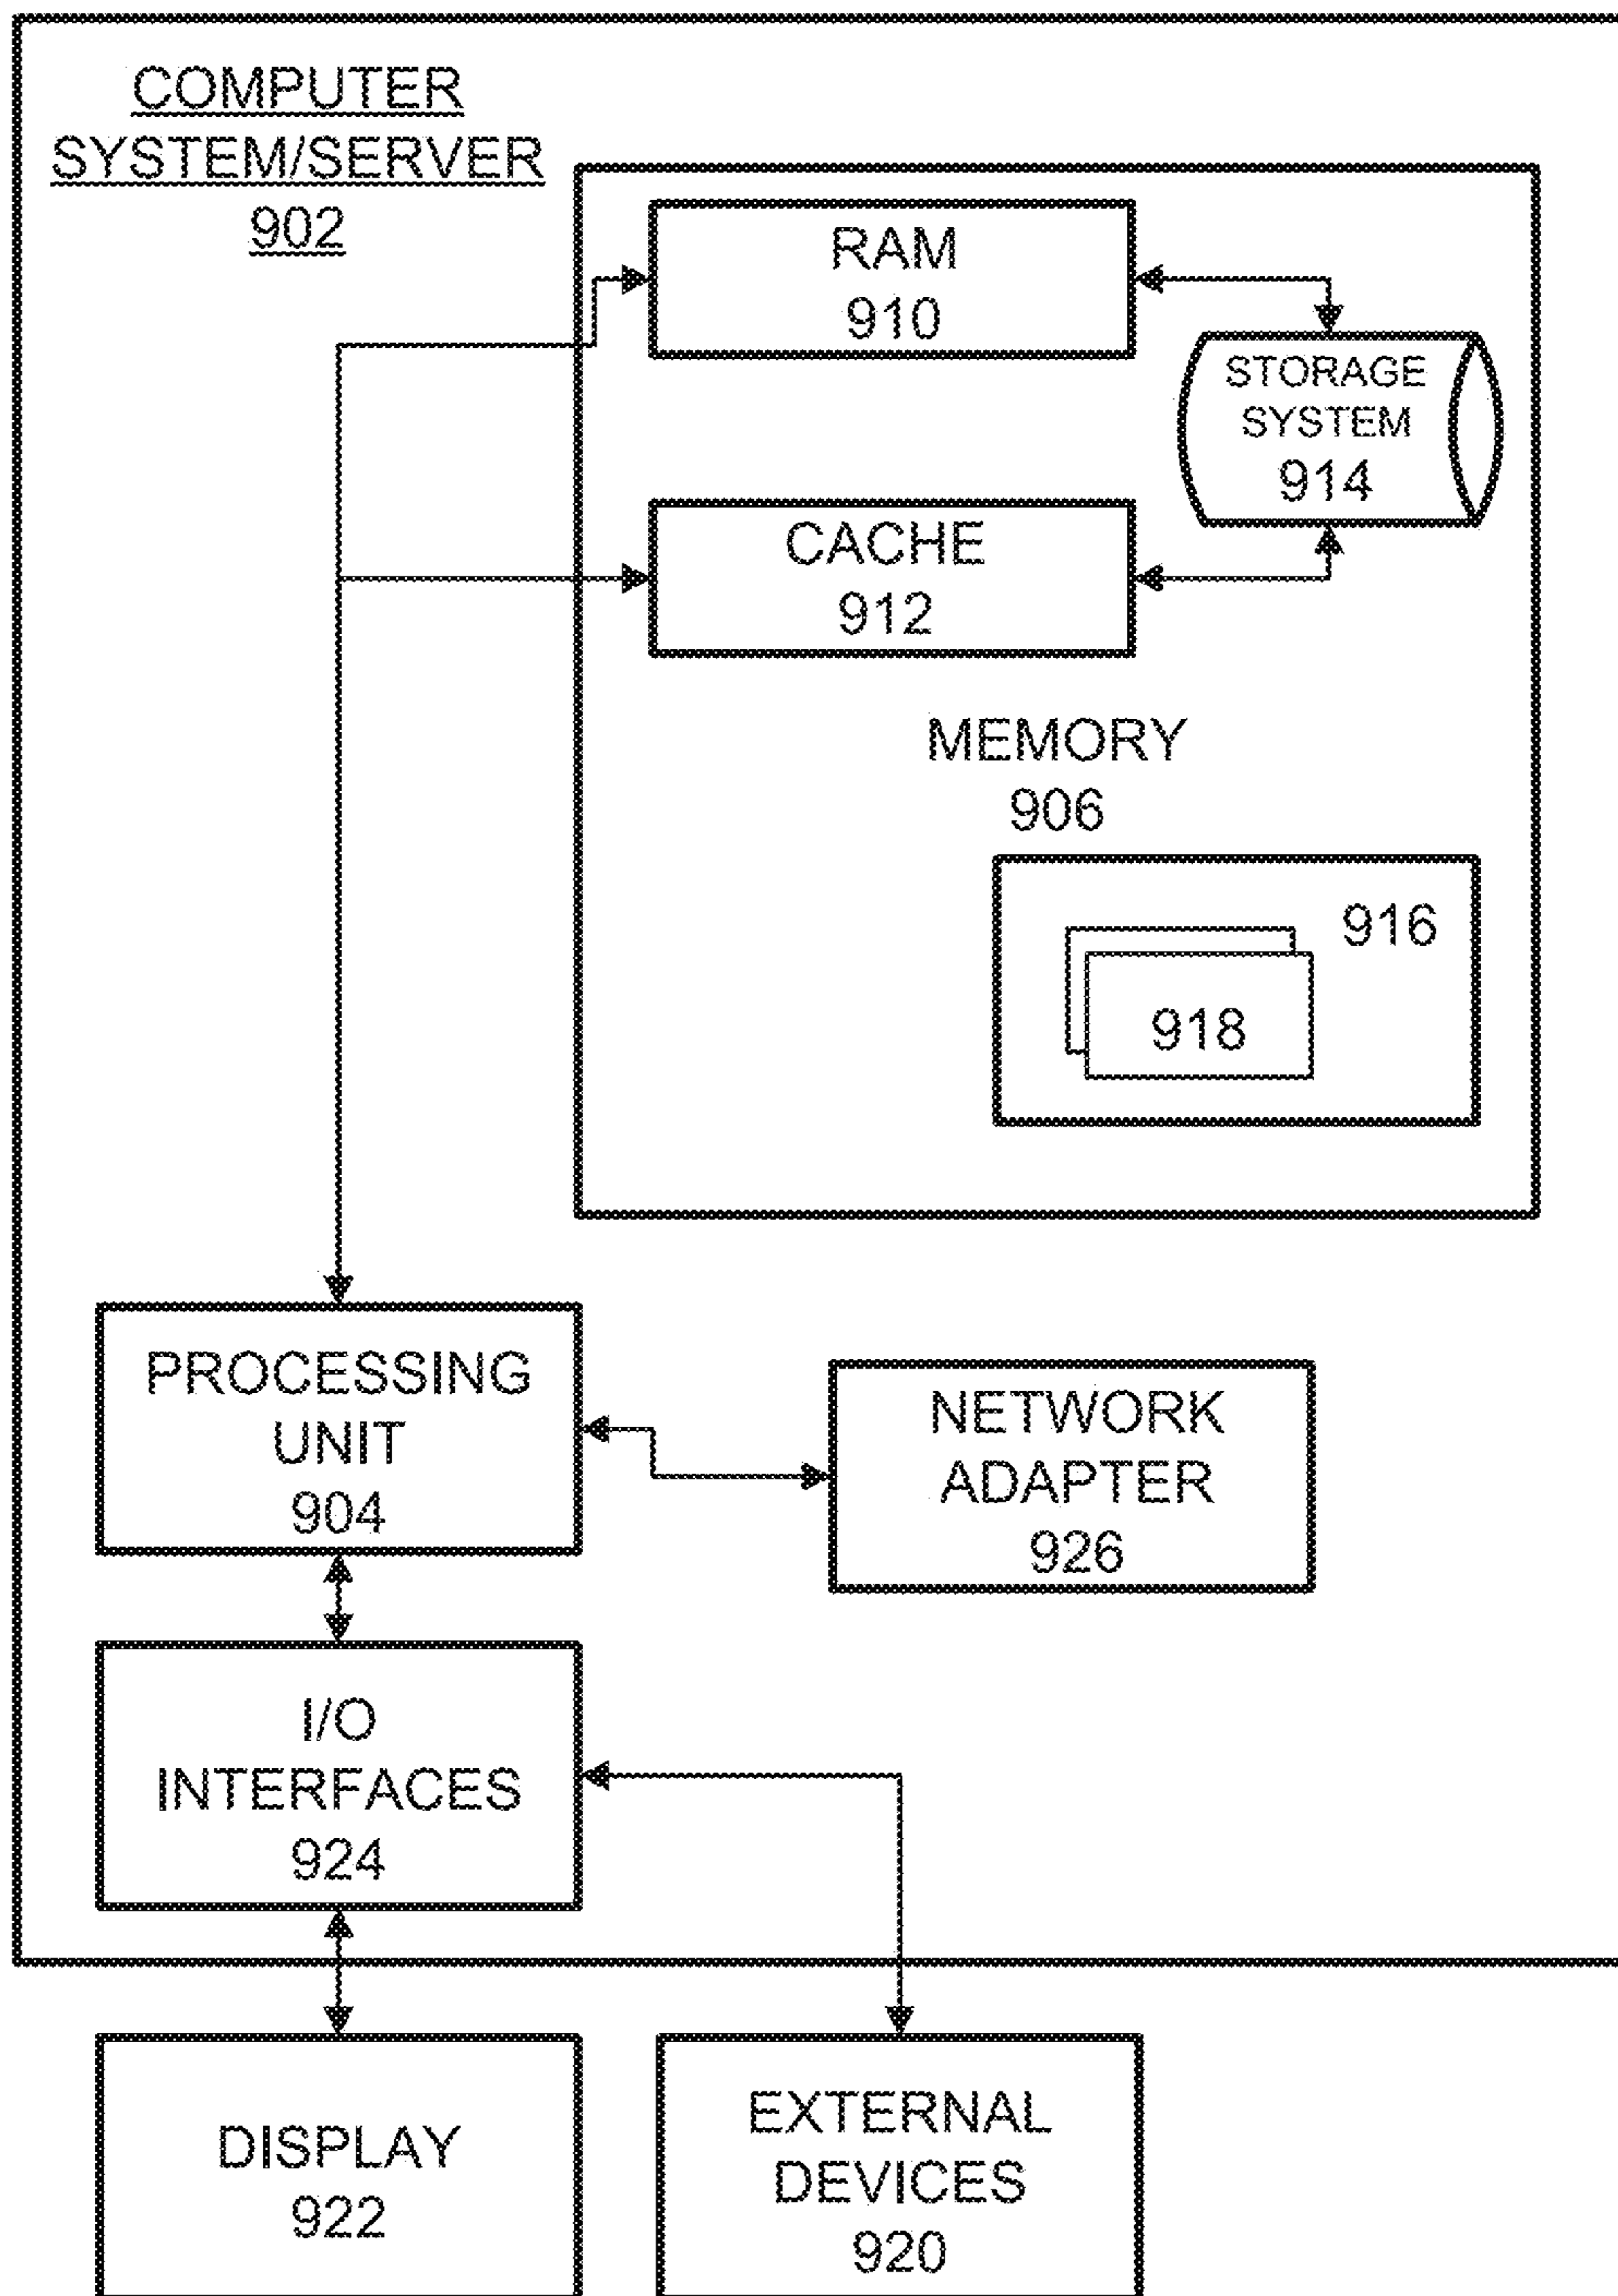 COMPUTER
SYSTEM/SERVER
902
RAM
910
STORAGE
SYSTEM
914
CACHE
912
MEMORY
906
916
918
PROCESSING
UNIT
904
NETWORK
ADAPTER
926
I/O
INTERFACES
924
DISPLAY
922
EXTERNAL
DEVICES
920